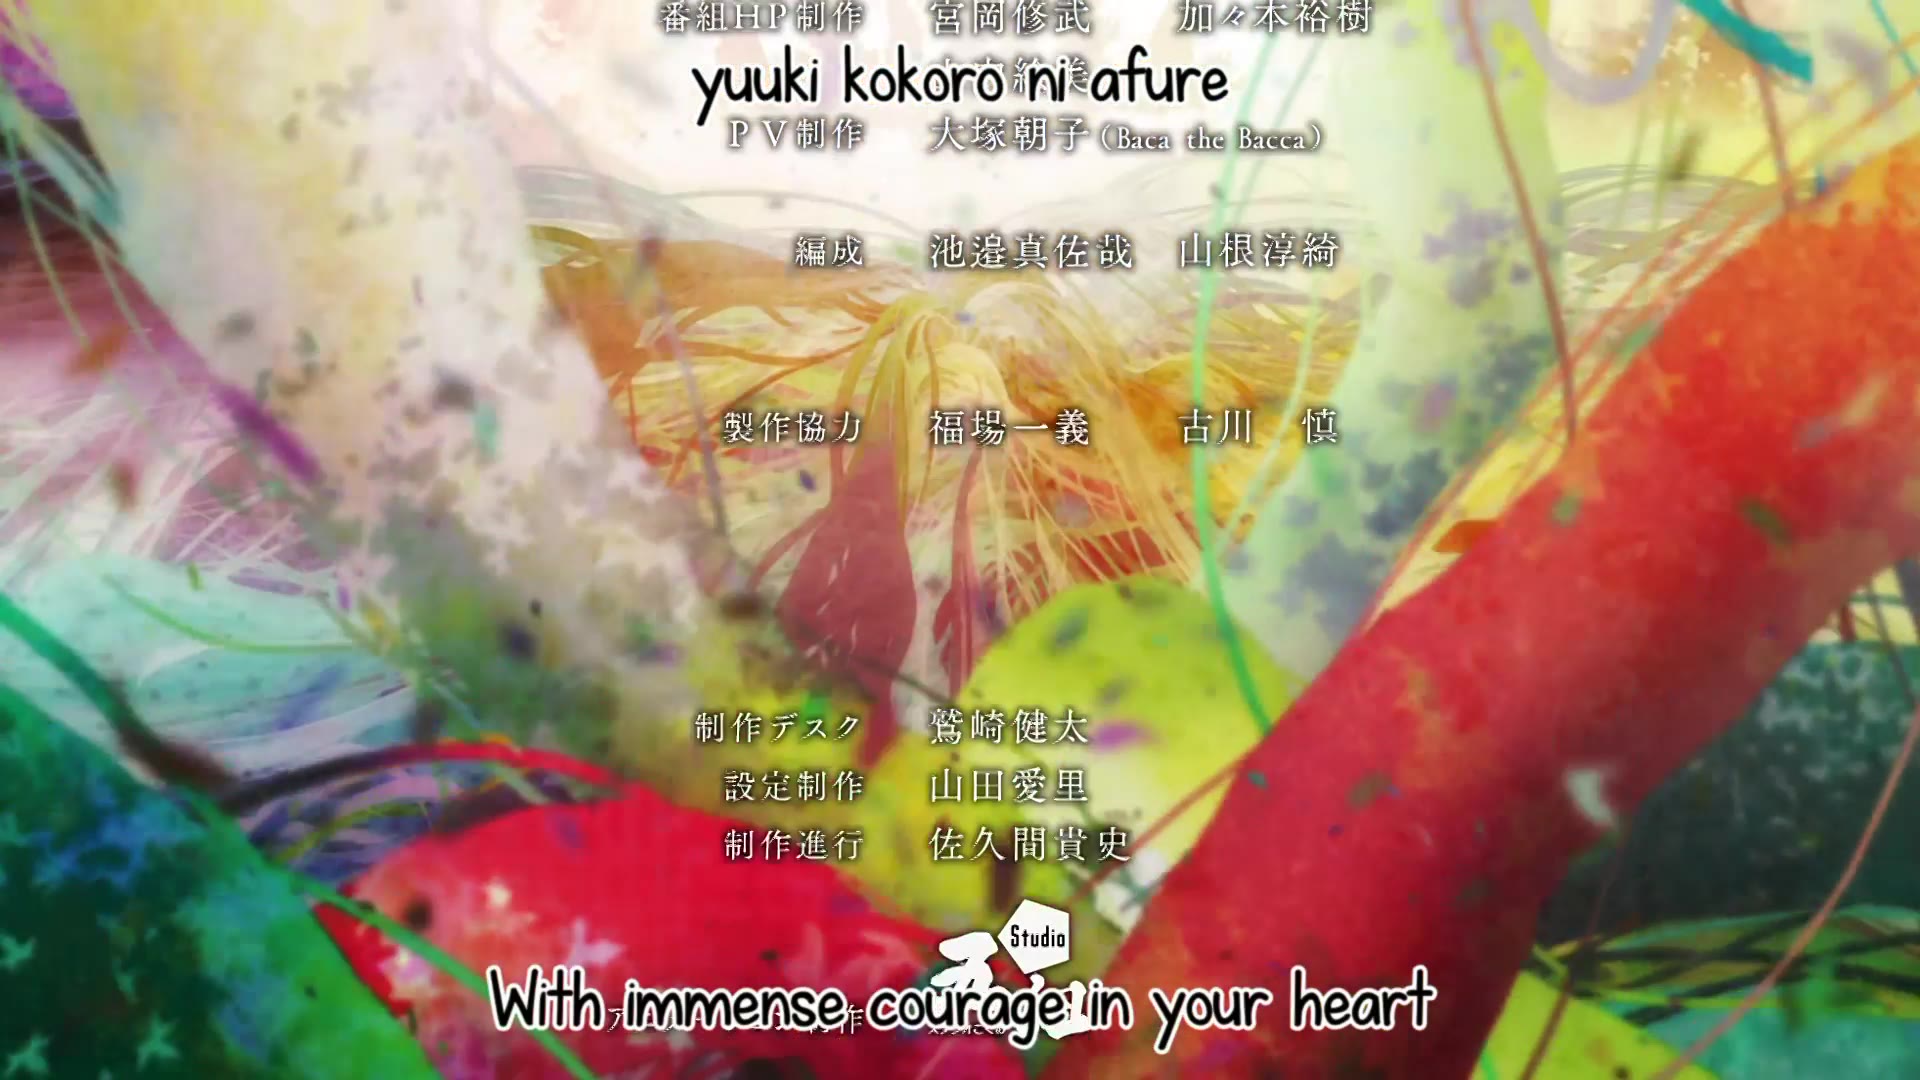 番組HP制作 宮岡修武 加々本裕樹
yuuki kokoro ni afure
PV制作 大塚朝子(Baca the Bacca)
編成 池邉真佐哉 山根淳綺
製作協力 福場一義 古川 慎
制作デスク 鷲崎健太
設定制作 山田愛里
制作進行 佐久間貴史
Studio
With immense courage in your heart